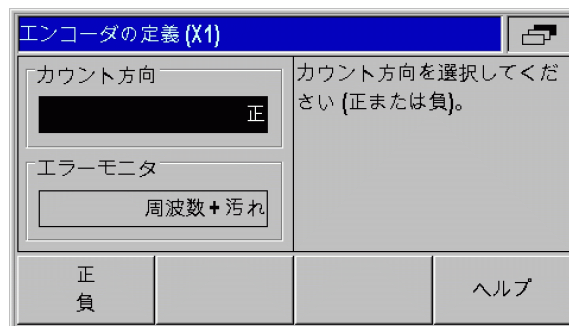 エンコーダの定義 (X1)
カウント方向
正
エラーモニタ
周波数 + 汚れ
カウント方向を選択してくだ
さい (正または負)。
正
負
ヘルプ